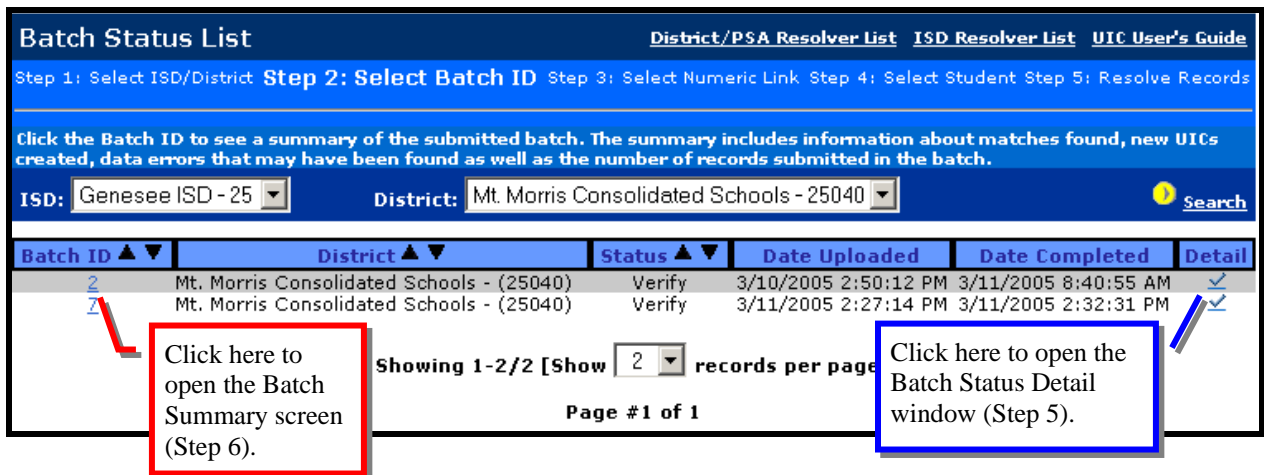 Batch Status List District/PSA Resolver List ISD Resolver List UIC User's Guide
Step 1: Select ISD/District Step 2: Select Batch ID Step 3: Select Numeric Link Step 4: Select Student Step 5: Resolve Records
Click the Batch ID to see a summary of the submitted batch. The summary includes information about matches found, new UICs
created, data errors that may have been found as well as the number of records submitted in the batch.
ISD: Genesee ISD - 25 District: Mt. Morris Consolidated Schools - 25040 Search
Batch ID ▲ ▼ District ▲ ▼ Status ▲ ▼ Date Uploaded Date Completed Detail
2 Mt. Morris Consolidated Schools - (25040) Verify 3/10/2005 2:50:12 PM 3/11/2005 8:40:55 AM
7 Mt. Morris Consolidated Schools - (25040) Verify 3/11/2005 2:27:14 PM 3/11/2005 2:32:31 PM
Showing 1-2/2 [Show 2 records per page
Page #1 of 1
Click here to
open the Batch
Summary screen
(Step 6).
Click here to open the
Batch Status Detail
window (Step 5).